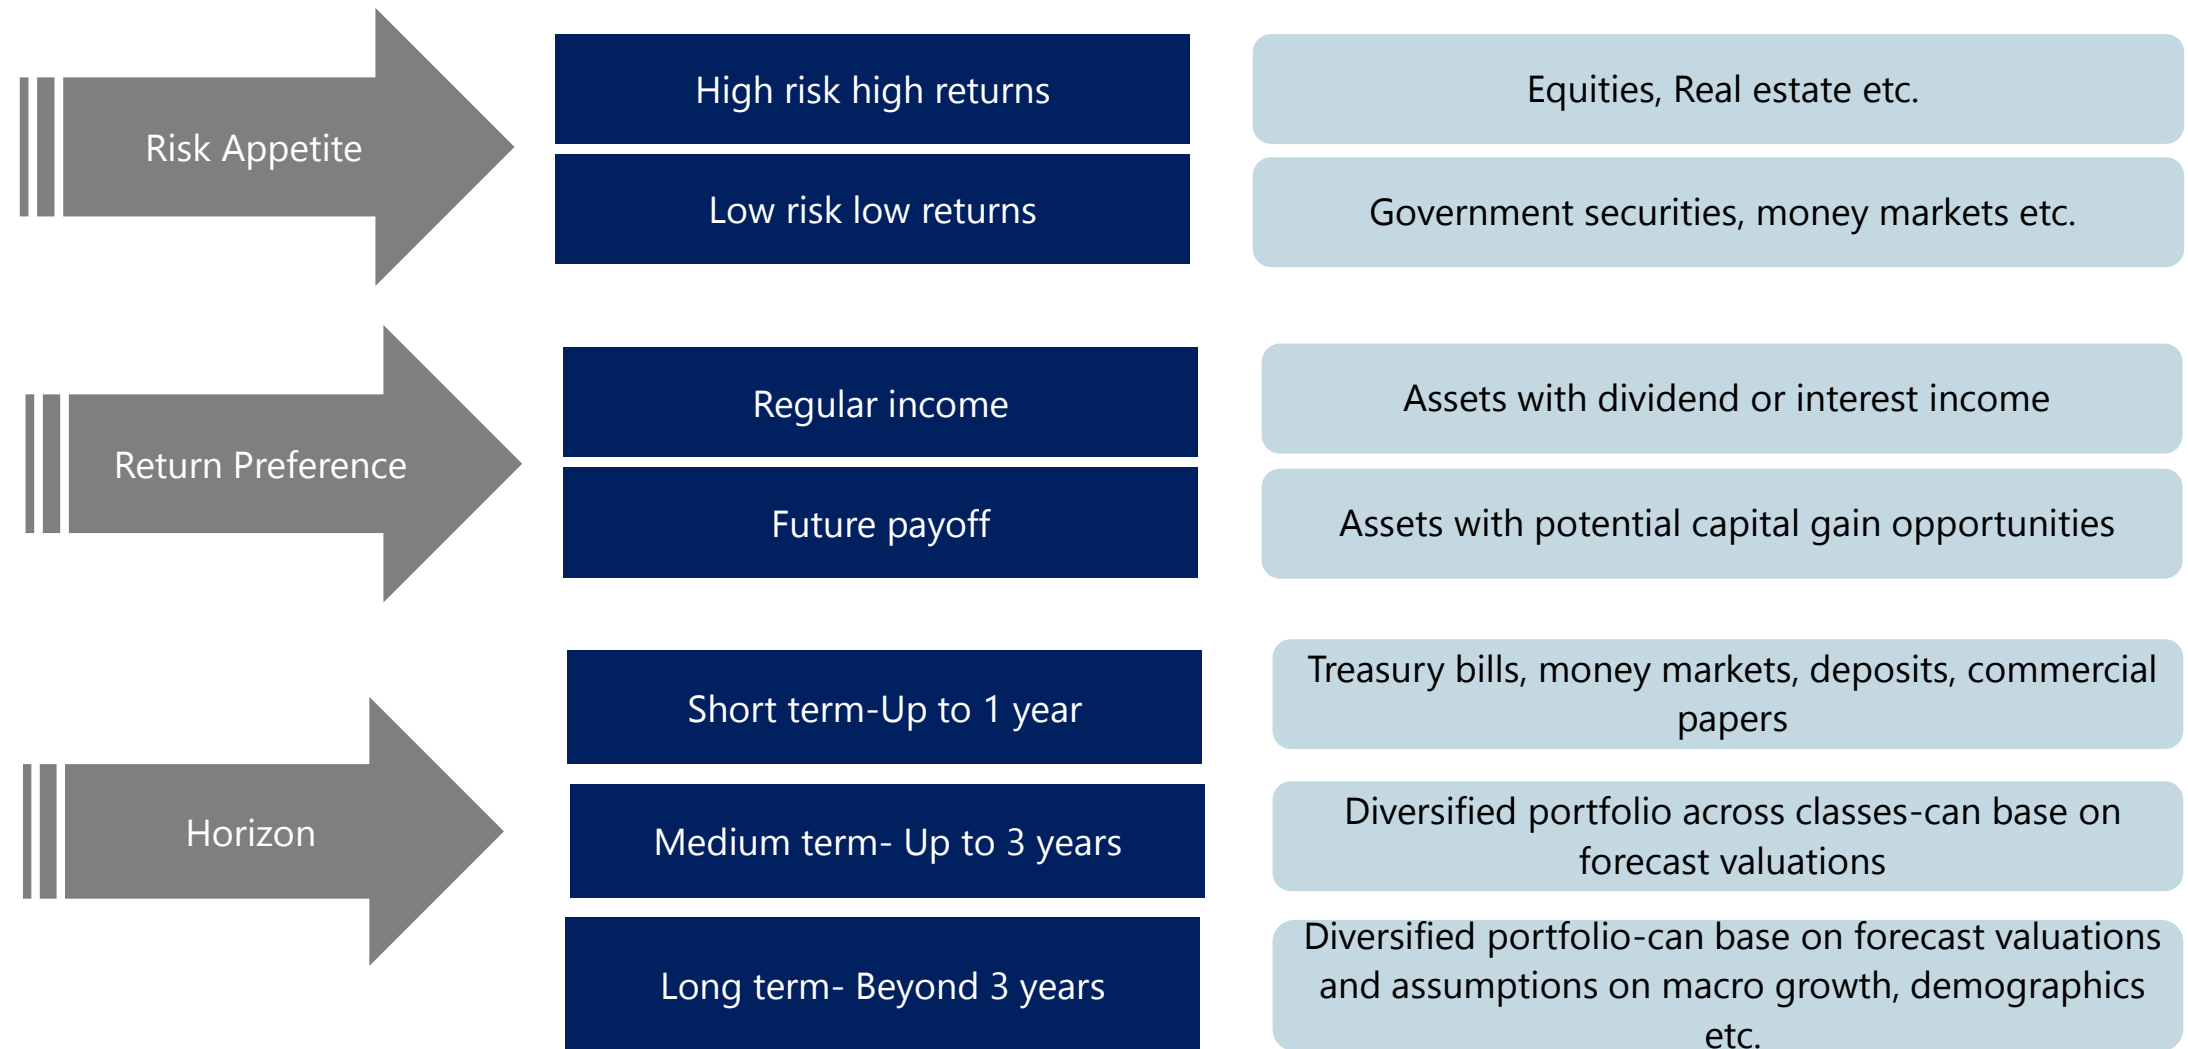 Risk Appetite
High risk high returns
Equities, Real estate etc.
Low risk low returns
Government securities, money markets etc.
Return Preference
Regular income
Assets with dividend or interest income
Future payoff
Assets with potential capital gain opportunities
Horizon
Short term-Up to 1 year
Treasury bills, money markets, deposits, commercial
papers
Medium term- Up to 3 years
Diversified portfolio across classes-can base on
forecast valuations
Long term- Beyond 3 years
Diversified portfolio-can base on forecast valuations
and assumptions on macro growth, demographics
etc.